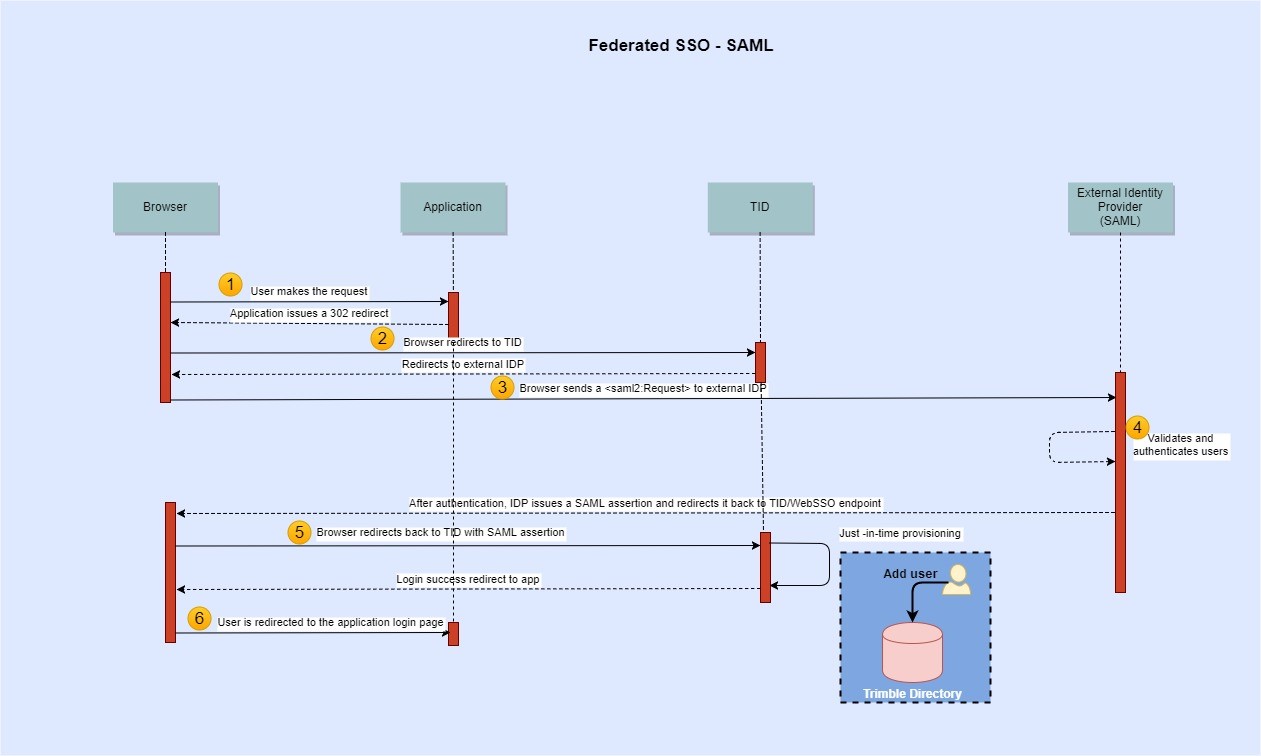 Federated SSO - SAML
Browser
Application
TID
External Identity
Provider
(SAML)
1
User makes the request
Application issues a 302 redirect
2
Browser redirects to TID
Redirects to external IDP
3
Browser sends a <saml2:Request> to external IDP
4
Validates and
authenticates users
After authentication, IDP issues a SAML assertion and redirects it back to TID/WebSSO endpoint
5
Browser redirects back to TID with SAML assertion
Just -in-time provisioning
Add user
Login success redirect to app
6
User is redirected to the application login page
Trimble Directory